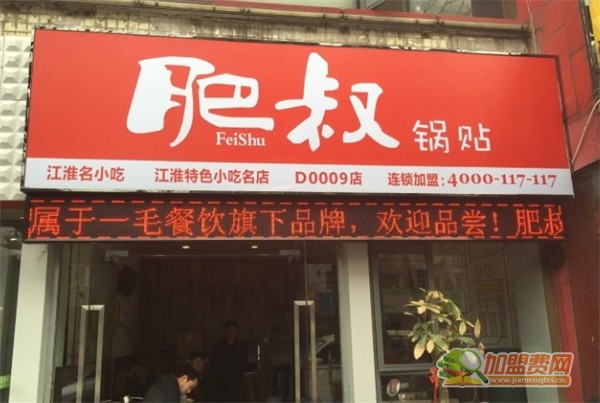 肥叔 锅贴
FeiShu
江淮名小吃 江淮特色小吃名店 D0009店 连锁加盟:4000-117-117
属于一毛餐饮旗下品牌，欢迎品尝！肥叔
加盟费网
www.jiamengfei.cn